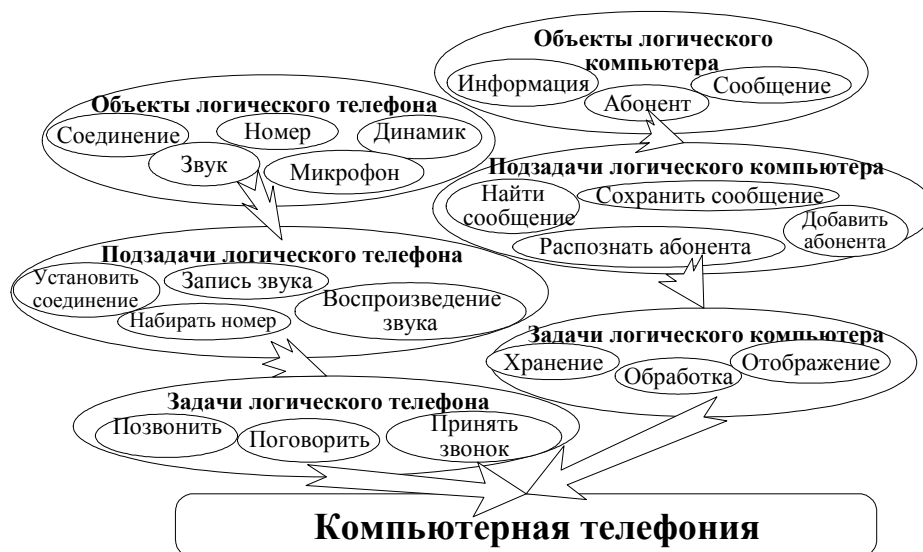 Объекты логического
компьютера
Информация
Сообщение
Абонент
Объекты логического телефона
Соединение
Номер
Динамик
Звук
Микрофон
Подзадачи логического компьютера
Найти
сообщение
Сохранить сообщение
Добавить
абонента
Распознать абонента
Подзадачи логического телефона
Установить
соединение
Запись звука
Воспроизведение
звука
Набирать номер
Задачи логического компьютера
Хранение
Обработка
Отображение
Задачи логического телефона
Позвонить
Поговорить
Принять
звонок
Компьютерная телефония